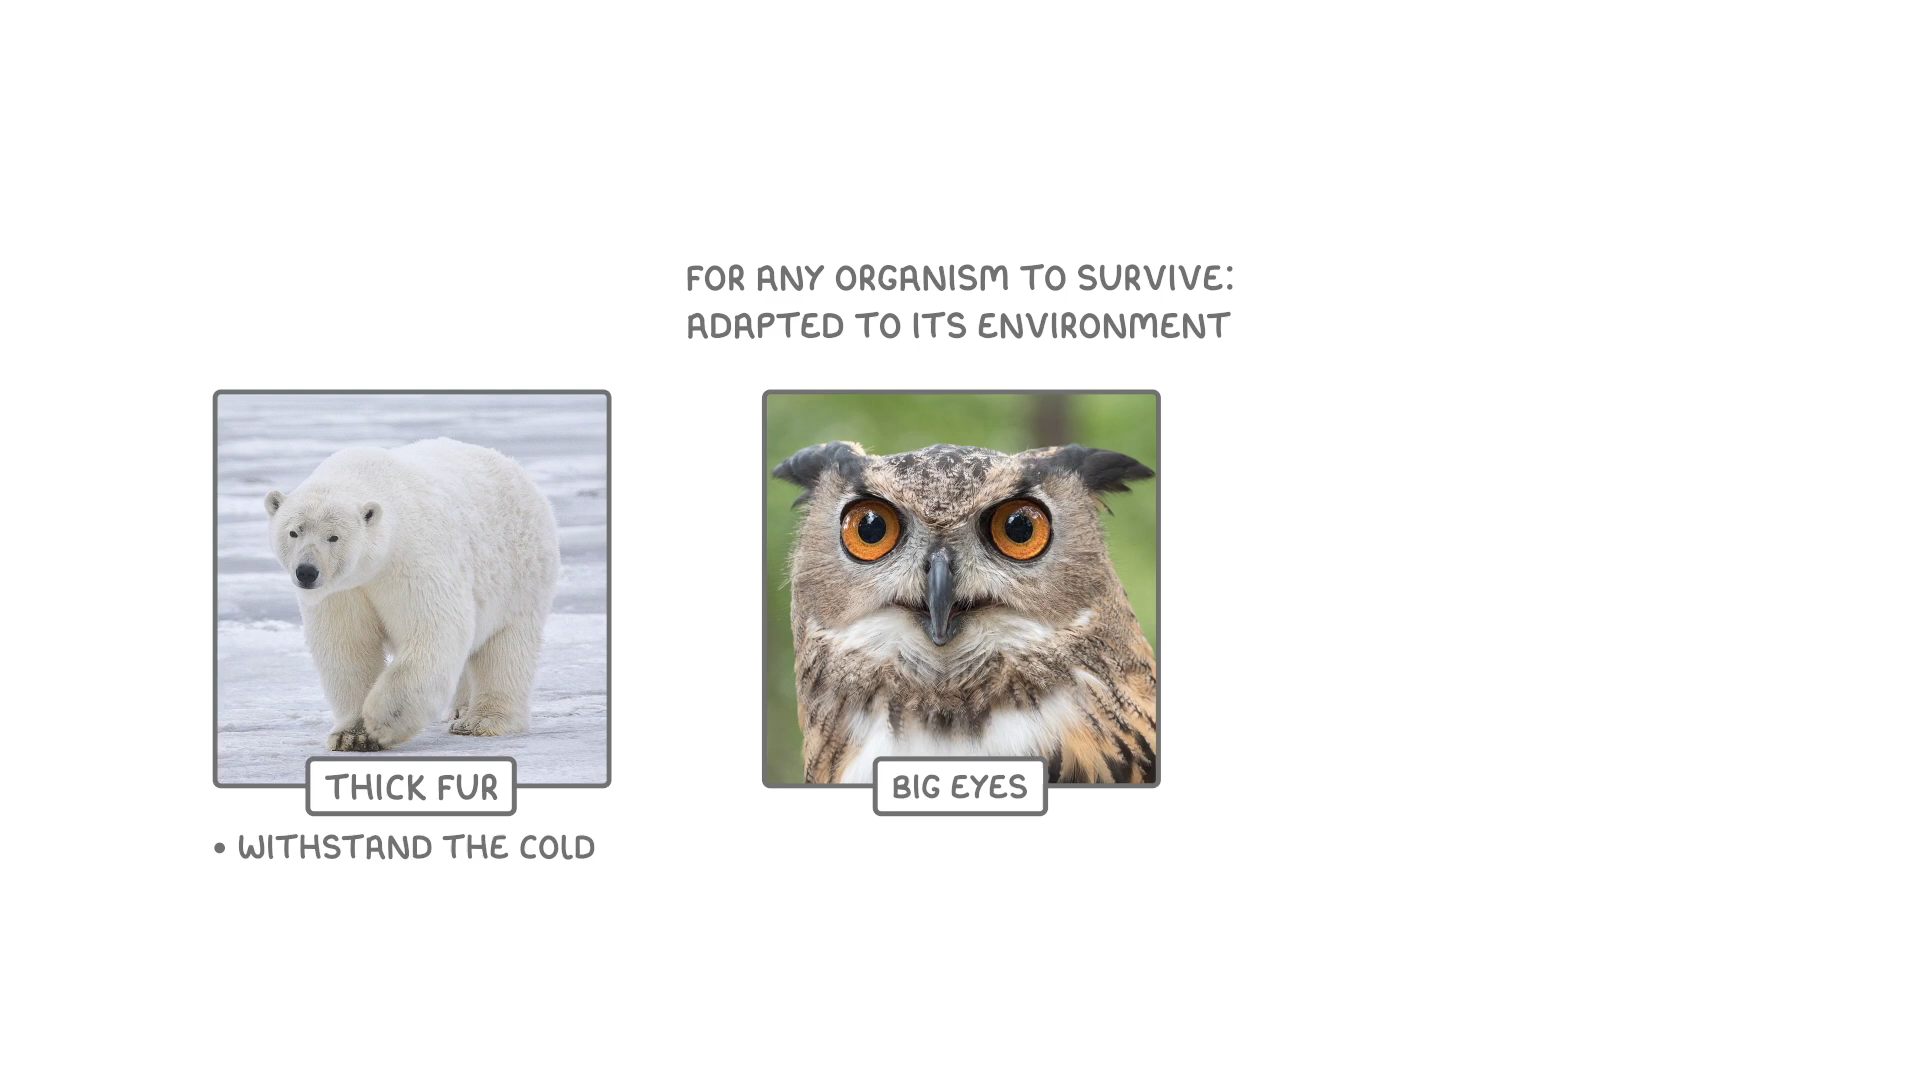 FOR ANY ORGANISM TO SURVIVE:
ADAPTED TO ITS ENVIRONMENT
THICK FUR
• WITHSTAND THE COLD
BIG EYES